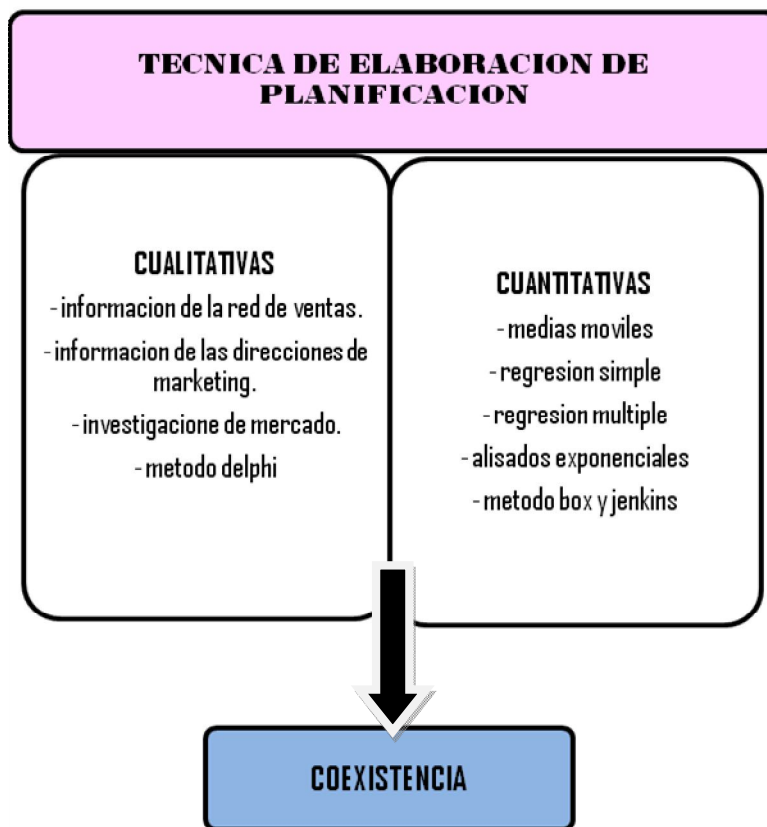 TECNICA DE ELABORACION DE
PLANIFICACION
CUALITATIVAS
-informacion de la red de ventas.
-informacion de las direcciones de
marketing.
-investigacione de mercado.
-metodo delphi
CUANTITATIVAS
-medias moviles
-regresion simple
-regresion multiple
-alisados exponenciales
-metodo box y jenkins
COEXISTENCIA